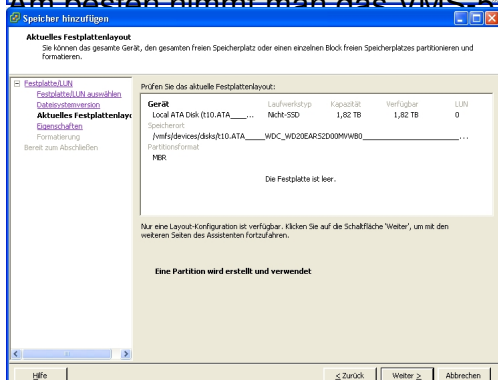 Am besten nimmt man das VMS-5
Speicher hinzufügen
Aktuelles Festplattenlayout
Sie können das gesamte Gerät, den gesamten freien Speicherplatz oder einen einzelnen Block freien Speicherplatzes partitionieren und
formatieren.
Festplatte/LUN
Festplatte/LUN auswählen
Dateisystemversion
Aktuelles Festplattenlayo
Eigenschaften
Formatierung
Bereit zum Abschließen
Prüfen Sie das aktuelle Festplattenlayout:
Gerät Laufwerkstyp Kapazität Verfügbar LUN
Local ATA Disk (t10.ATA____... Nicht-SSD 1,82 TB 1,82 TB 0
Speicherort
/vmfs/devices/disks/t10.ATA_____WDC_WD20EARS2D00MVWB0_________________...
Partitionsformat
MBR
Die Festplatte ist leer.
Nur eine Layout-Konfiguration ist verfügbar. Klicken Sie auf die Schaltfläche 'Weiter', um mit den
weiteren Seiten des Assistenten fortzufahren.
Eine Partition wird erstellt und verwendet
Hilfe < Zurück Weiter > Abbrechen